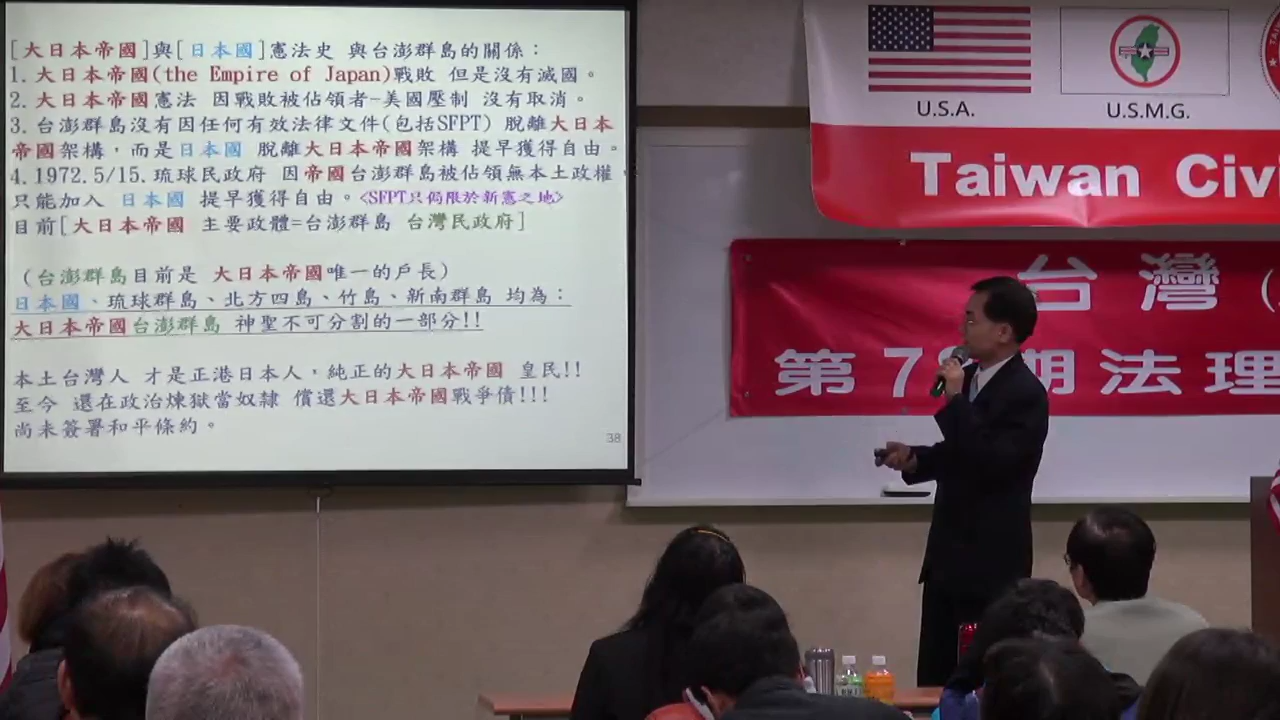 [大日本帝國]與[日本國]憲法史 與台澎群島的關係：
1. 大日本帝國(the Empire of Japan)戰敗 但是沒有滅國。
2. 大日本帝國憲法 因戰敗被佔領者-美國壓制 沒有取消。
3. 台澎群島沒有因任何有效法律文件(包括SFPT) 脫離大日本
帝國架構，而是日本國 脫離大日本帝國架構 提早獲得自由。
4.1972.5/15. 琉球民政府 因帝國台澎群島被佔領無本土政權，
只能加入 日本國 提早獲得自由。<SFPT只侷限於新憲之地>
目前[大日本帝國 主要政體=台澎群島 台灣民政府]
(台澎群島目前是 大日本帝國唯一的戶長)
日本國、琉球群島、北方四島、竹島、新南群島 均為：
大日本帝國台澎群島 神聖不可分割的一部分!!
本土台灣人 才是正港日本人，純正的大日本帝國 皇民!!
至今 還在政治煉獄當奴隸 償還大日本帝國戰爭債!!!
尚未簽署和平條約。
38
U.S.A.
U.S.M.G.
Taiwan Civ
台灣(
第7 期法理